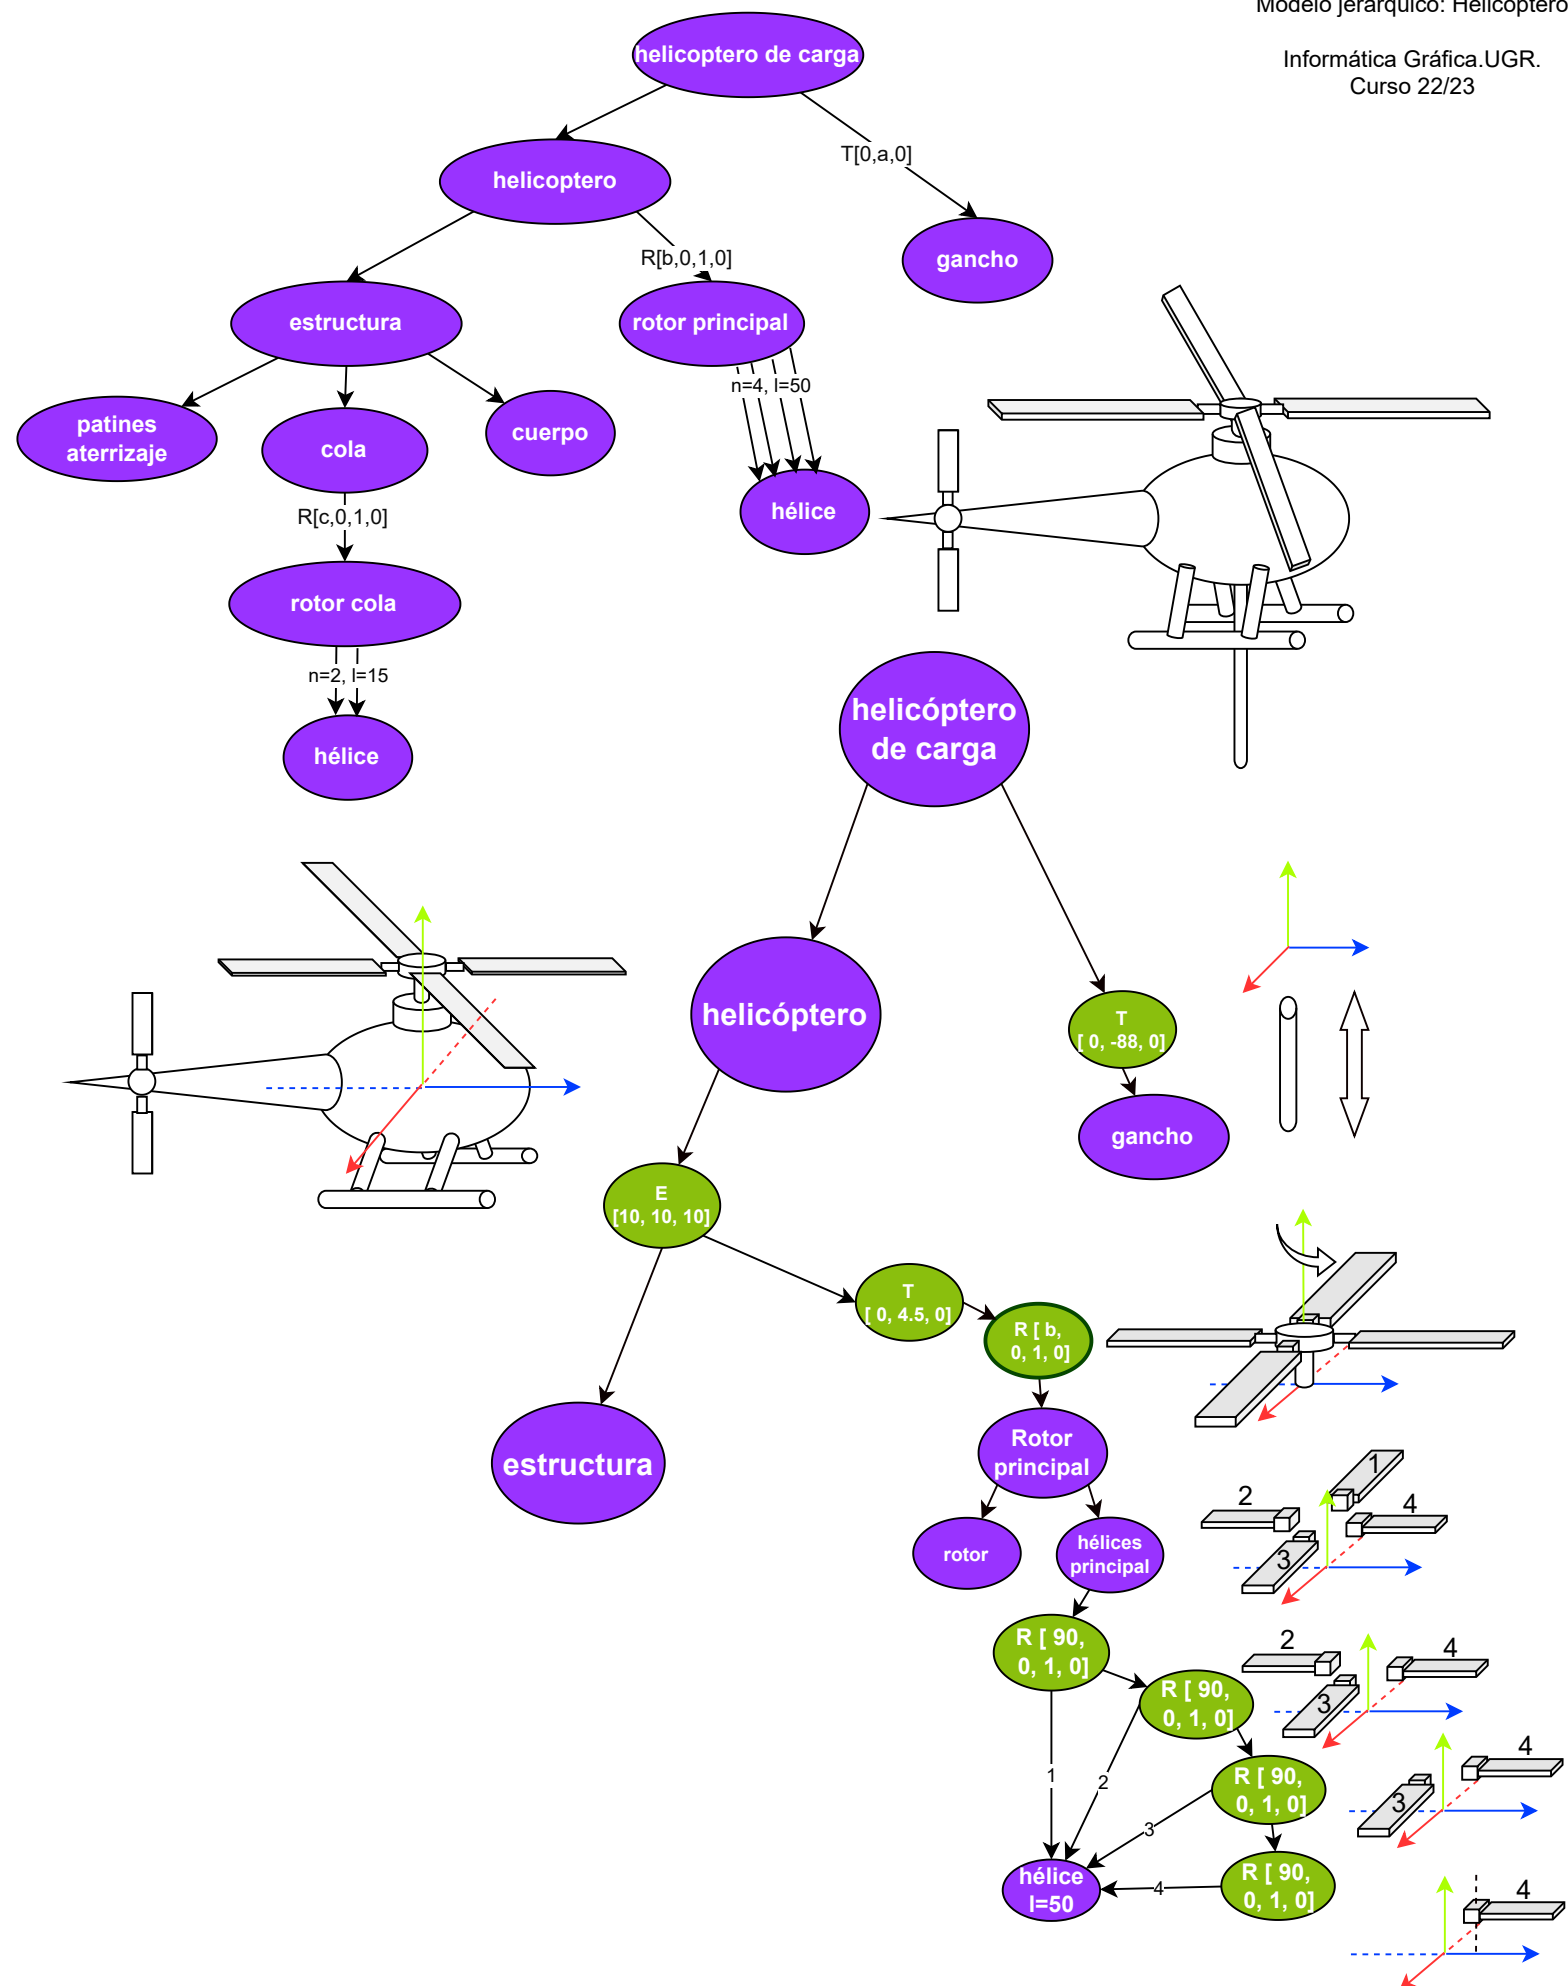 Modelo jerárquico: Helicóptero
Informática Gráfica.UGR.
Curso 22/23
helicoptero de carga
T[0,a,0]
helicoptero
R[b,0,1,0]
gancho
estructura
rotor principal
n=4, l=50
patines
aterrizaje
cola
cuerpo
R[c,0,1,0]
hélice
rotor cola
n=2, l=15
hélice
helicóptero
de carga
helicóptero
T
[ 0, -88, 0]
gancho
E
[10, 10, 10]
T
[ 0, 4.5, 0]
R [ b,
0, 1, 0]
estructura
Rotor
principal
rotor
hélices
principal
1
2
4
3
R [ 90,
0, 1, 0]
R [ 90,
0, 1, 0]
2
4
3
R [ 90,
0, 1, 0]
4
3
1
2
3
4
hélice
l=50
R [ 90,
0, 1, 0]
4